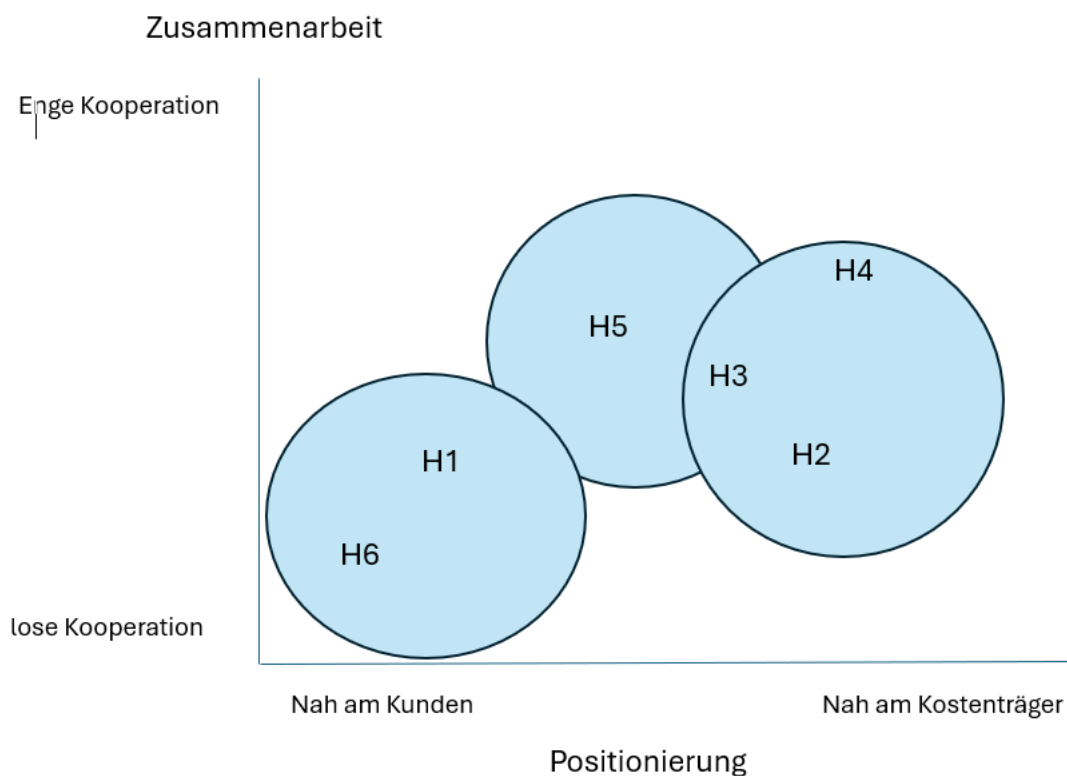 Zusammenarbeit
Enge Kooperation
H4
H5
H3
H2
H1
H6
lose Kooperation
Nah am Kunden
Nah am Kostenträger
Positionierung